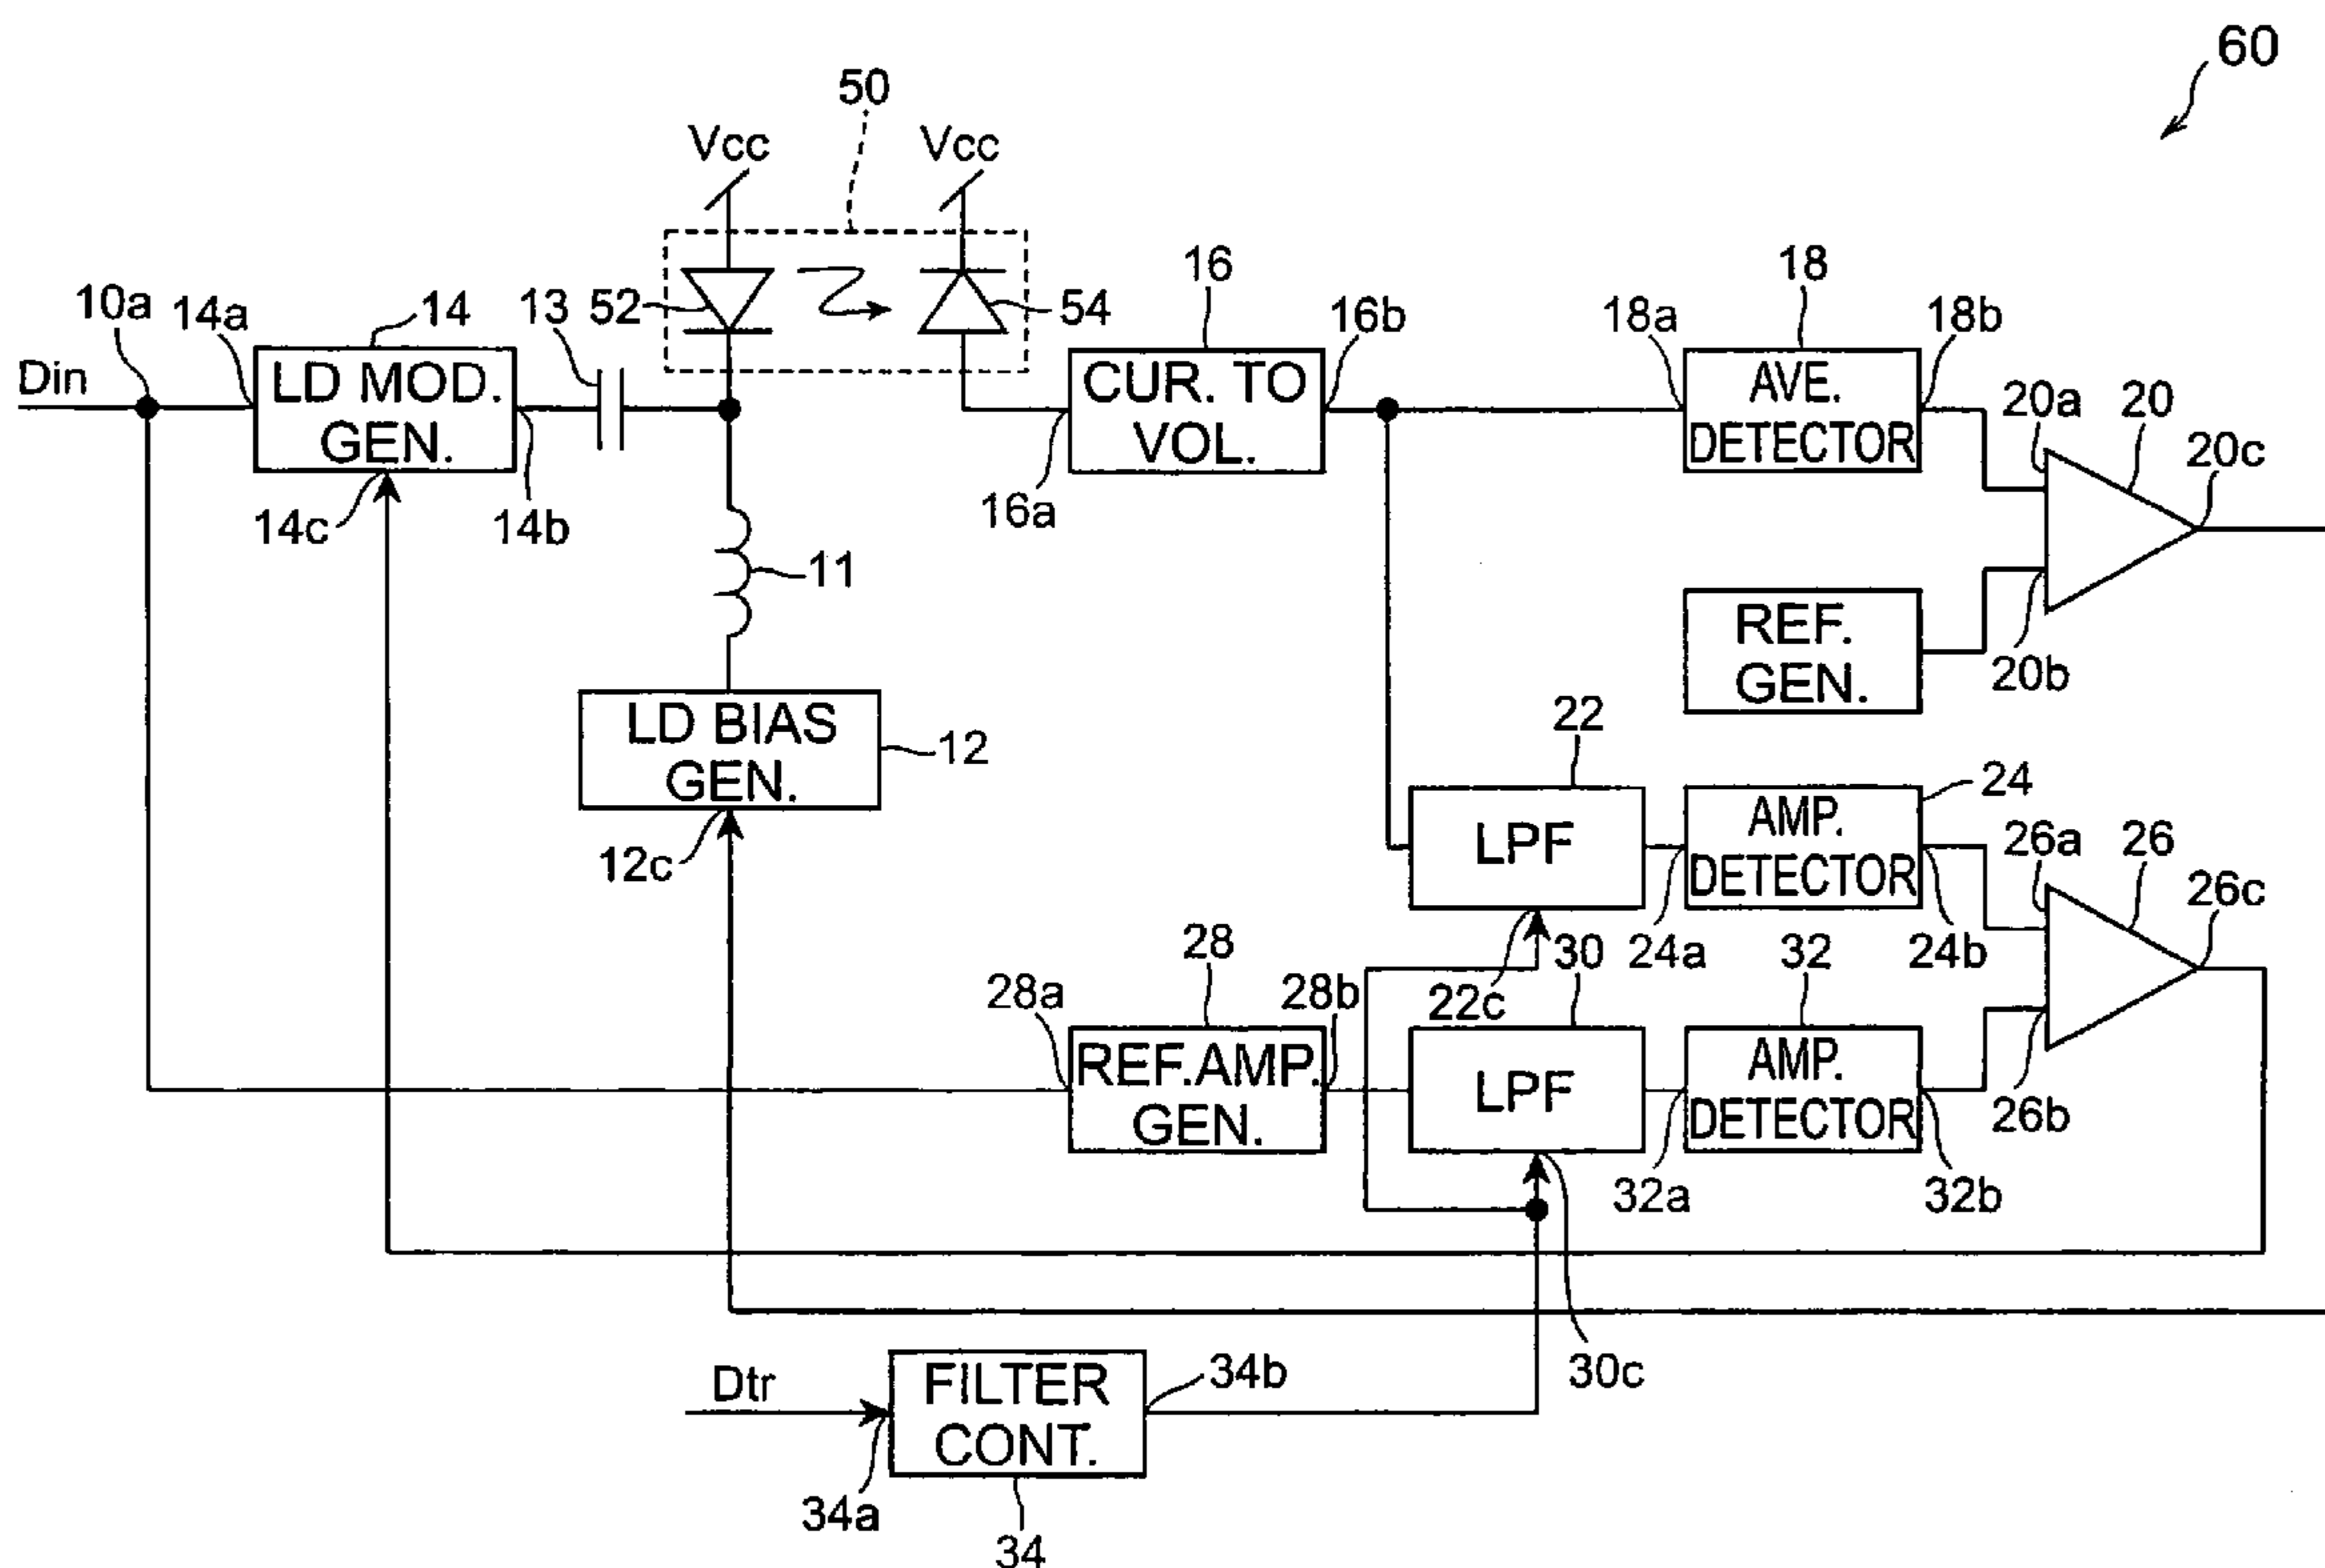 60
50
Vcc
Vcc
10a
14a
14
13
52
54
16
16b
18a
18
18b
Din
LD MOD.
GEN.
CUR. TO
VOL.
AVE.
DETECTOR
20a
20
20c
14c
14b
16a
11
REF.
GEN.
20b
LD BIAS
GEN.
12
12c
22
LPF
AMP.
DETECTOR
24
26a
26
26c
22c
24a
24b
28a
28
28b
30
32
REF.AMP.
GEN.
LPF
AMP.
DETECTOR
26b
32a
32b
Dtr
FILTER
CONT.
34b
30c
34a
34